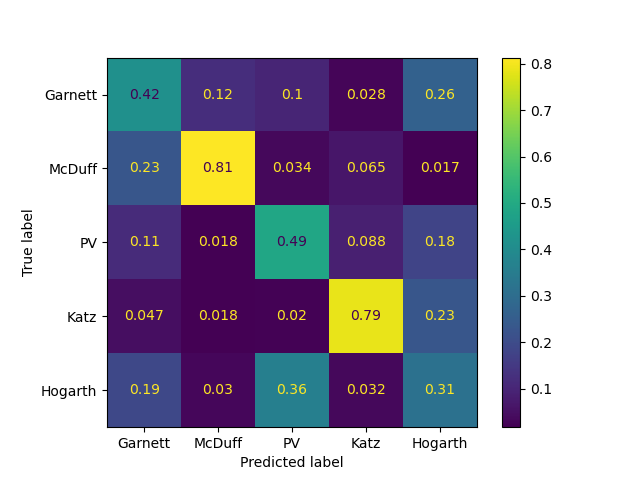 Garnett 0.42 0.12 0.1 0.028 0.26
McDuff 0.23 0.81 0.034 0.065 0.017
PV 0.11 0.018 0.49 0.088 0.18
Katz 0.047 0.018 0.02 0.79 0.23
Hogarth 0.19 0.03 0.36 0.032 0.31
Garnett McDuff PV Katz Hogarth
Predicted label
True label
0.8
0.7
0.6
0.5
0.4
0.3
0.2
0.1